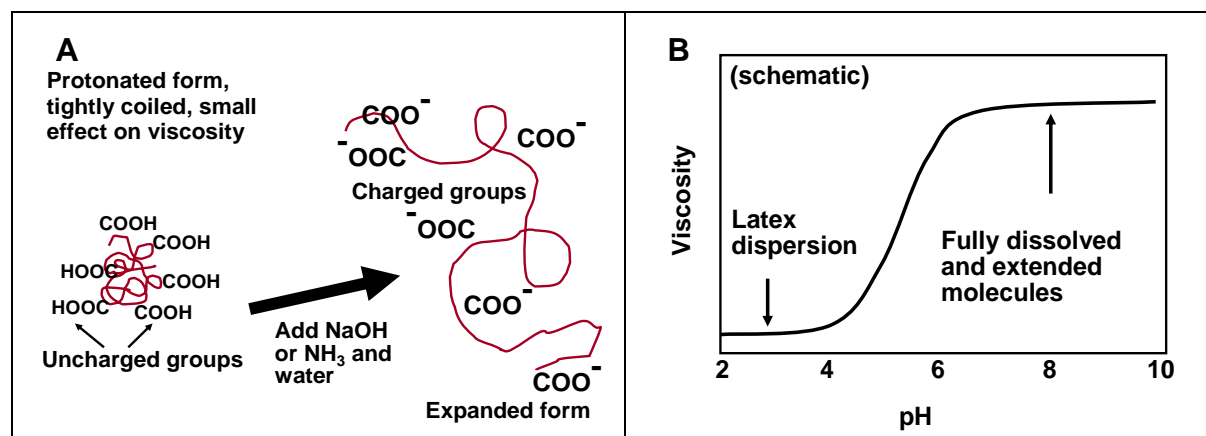 A
Protonated form,
tightly coiled, small
effect on viscosity
COOH
COOH
HOOC
COOH
HOOC
COOH
Uncharged groups
Add NaOH
or NH₃ and
water
COO⁻
COO⁻
⁻OOC
Charged groups
⁻OOC
COO⁻
COO⁻
Expanded form
B
(schematic)
Viscosity
Latex
dispersion
Fully dissolved
and extended
molecules
2 4 6 8 10
pH